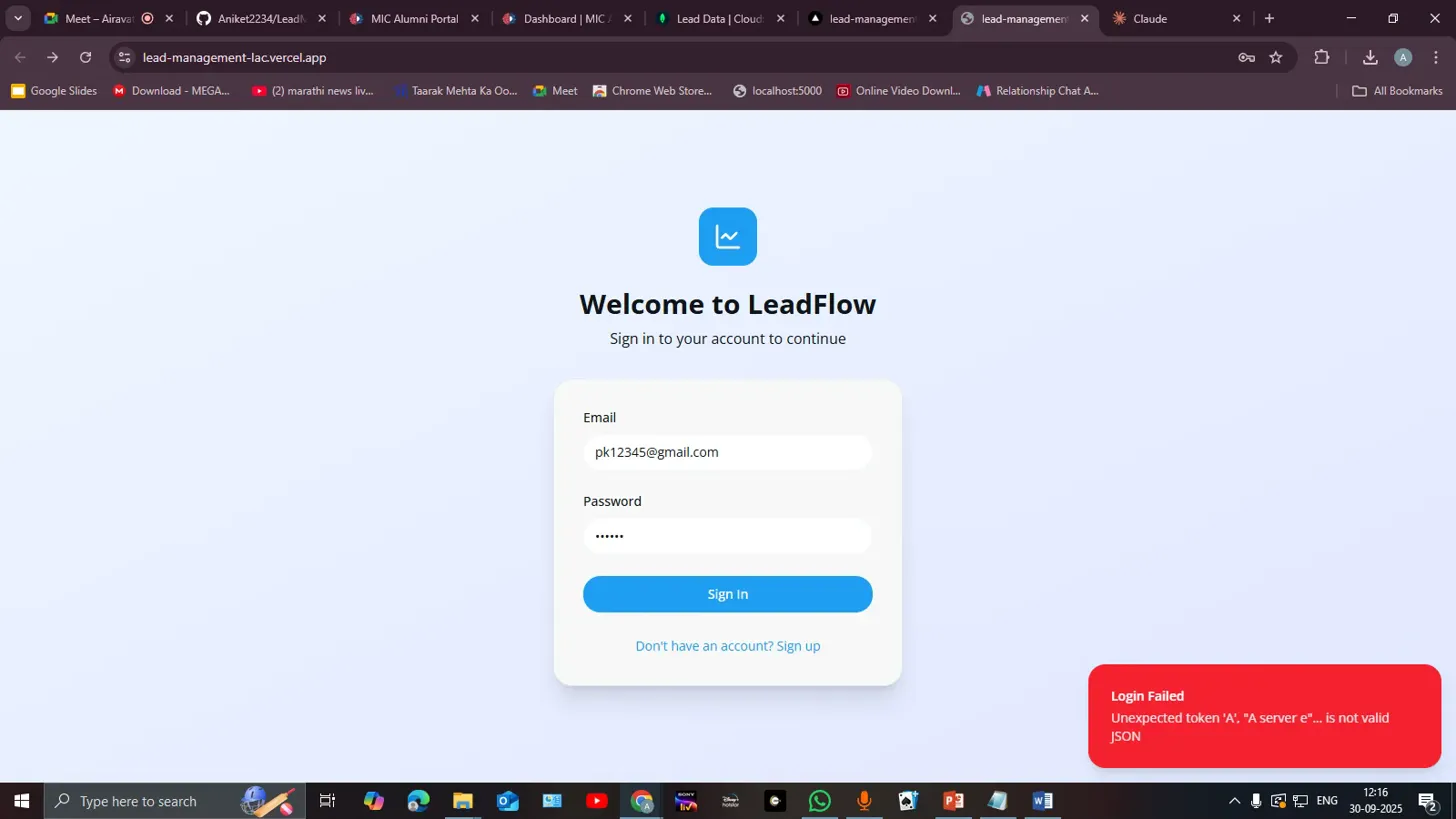 Meet – Airava
Aniket2234/LeadM
MIC Alumni Portal
Dashboard | MIC A
Lead Data | Cloud:
lead-management
lead-management
Claude
lead-management-lac.vercel.app
A
Google Slides
Download - MEGA...
(2) marathi news liv...
Taarak Mehta Ka Oo...
Meet
Chrome Web Store...
localhost:5000
Online Video Downl...
Relationship Chat A...
All Bookmarks
Welcome to LeadFlow
Sign in to your account to continue
Email
pk12345@gmail.com
Password
••••••
Sign In
Don't have an account? Sign up
Login Failed
Unexpected token 'A', "A server e"... is not valid
JSON
Type here to search
ENG
12:16
30-09-2025
2